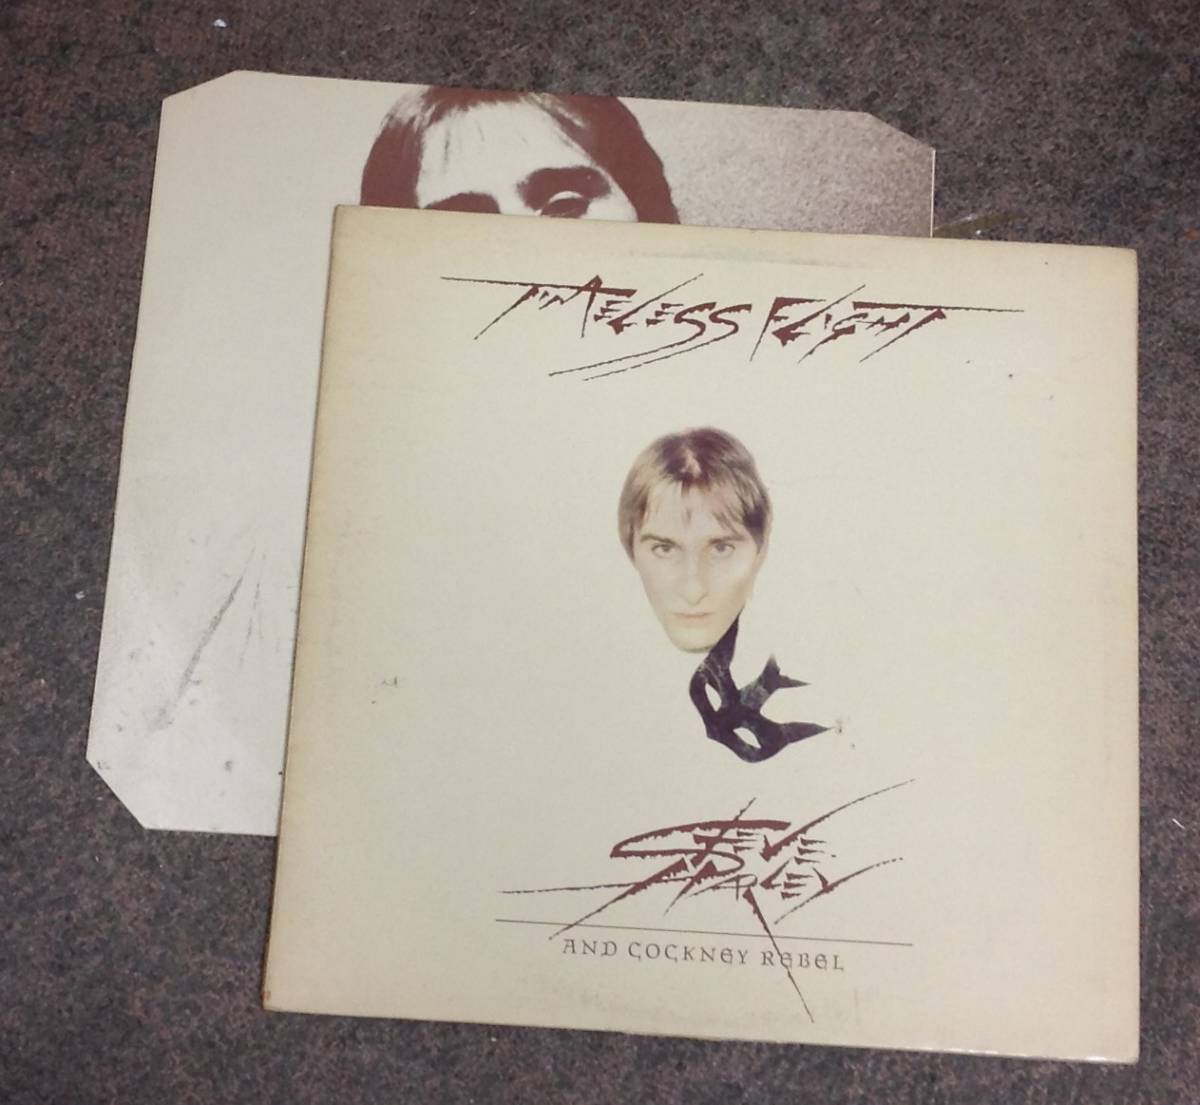 TIMELESS FLIGHT
STEVE
HARLEY
AND COCKNEY REBEL